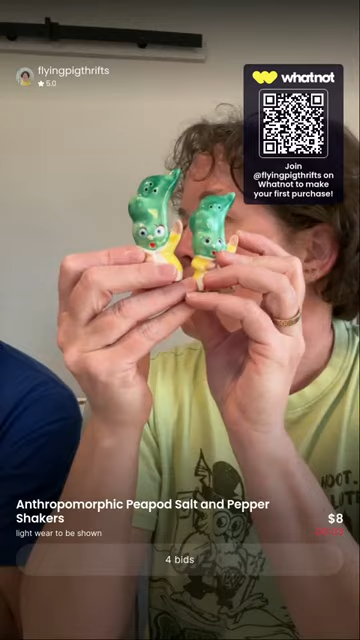 flyingpigthrifts
5.0
whatnot
Join
@flyingpigthrifts on
Whatnot to make
your first purchase!
Anthropomorphic Peapod Salt and Pepper
Shakers
$8
light wear to be shown
4 bids